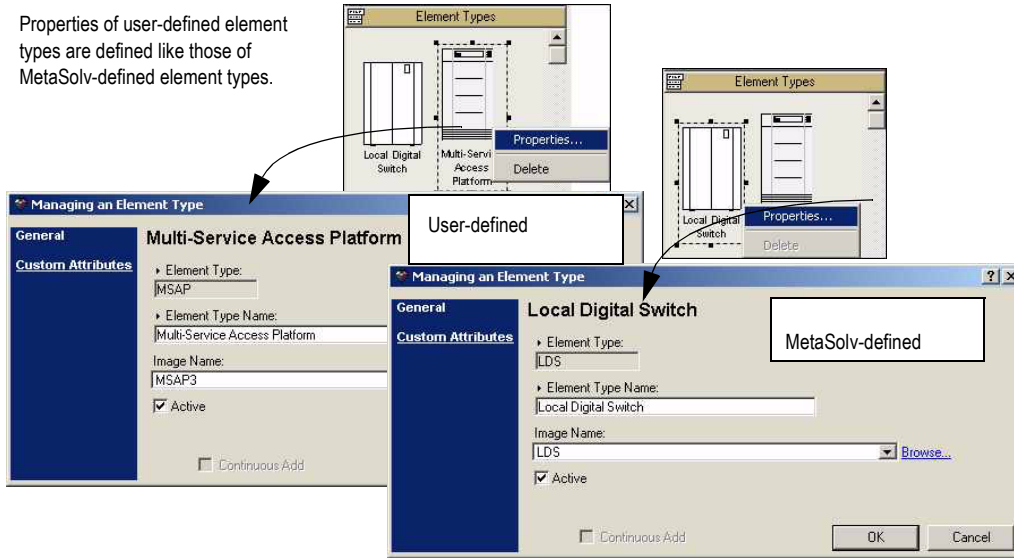 Properties of user-defined element
types are defined like those of
MetaSolv-defined element types.
Element Types
Local Digital
Switch
Multi-Servi
Access
Platform
Properties...
Delete
Element Types
Local Digital
Switch
Properties...
Delete
Managing an Element Type
General
Custom Attributes
Multi-Service Access Platform
Element Type:
MSAP
Element Type Name:
Multi-Service Access Platform
Image Name:
MSAP3
Active
Continuous Add
User-defined
Managing an Element Type
General
Custom Attributes
Local Digital Switch
Element Type:
LDS
Element Type Name:
Local Digital Switch
Image Name:
LDS
Browse...
Active
Continuous Add
OK
Cancel
MetaSolv-defined